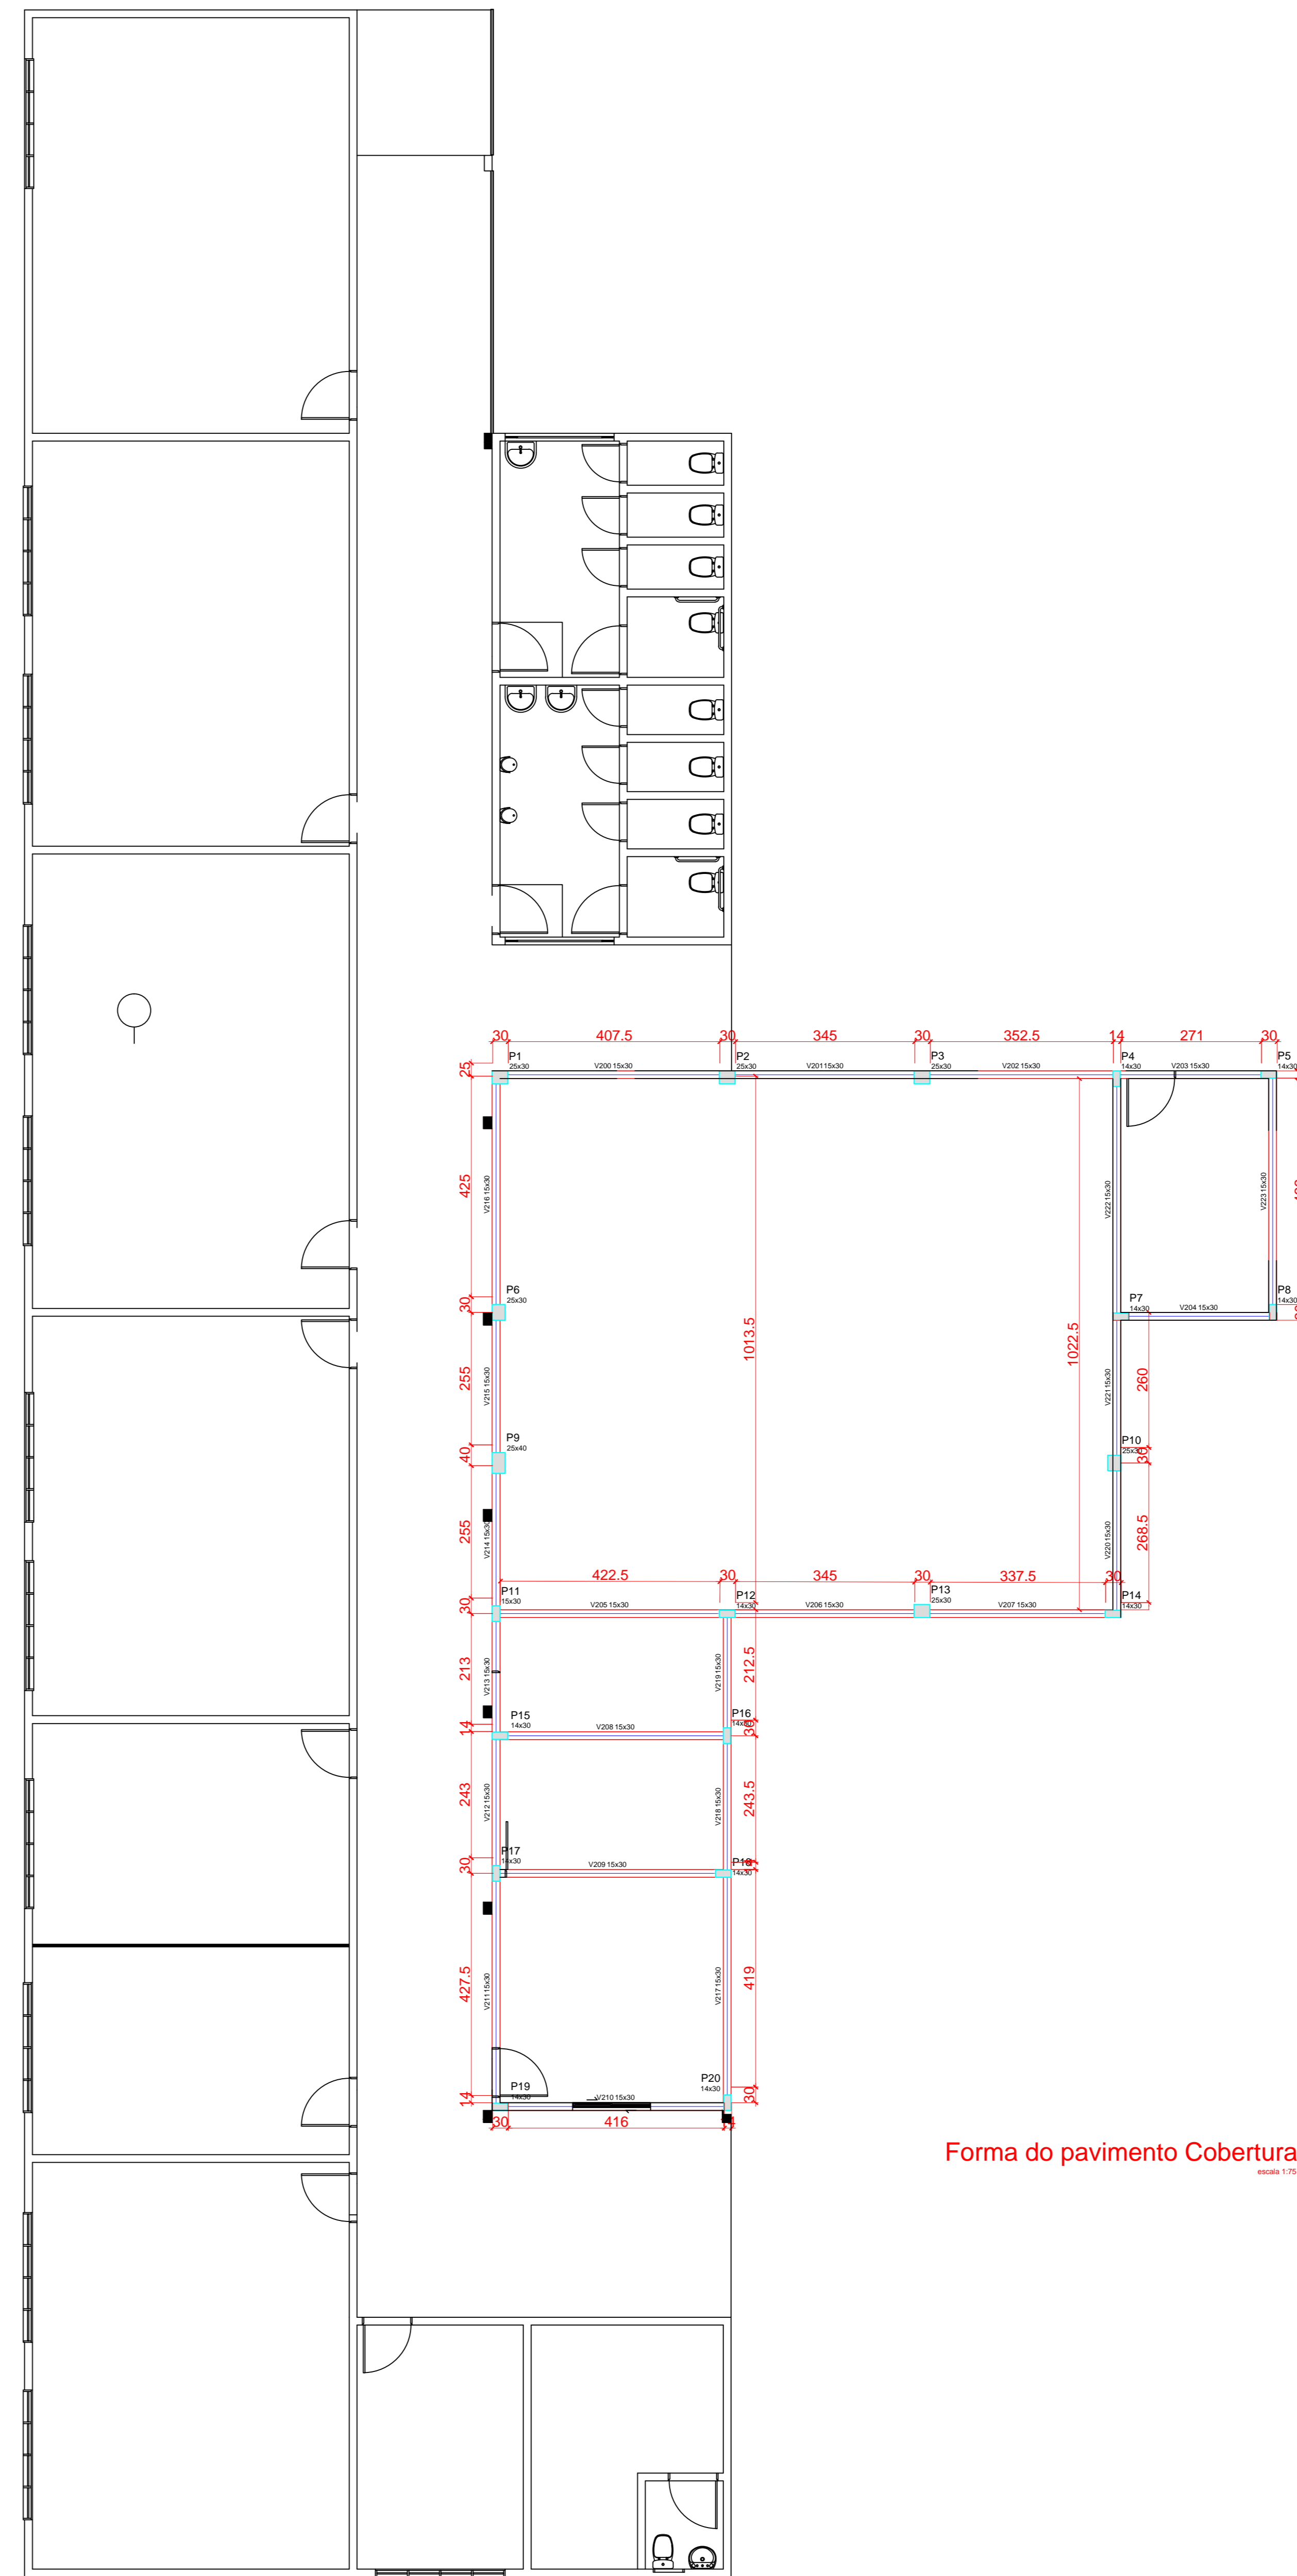 30 407.5 30 345 30 352.5 14 271 30
P1 P2 P3 P4 P5
25x30 V200 15x30 25x30 V201 15x30 25x30 V202 15x30 14x30 V203 15x30 14x30
25
425
V216 15x30
V222 15x30
V223 15x30
P6
25x30
30
P7
14x30
V204 15x30
P8
14x30
1013.5
1022.5
255
V215 15x30
V221 15x30
260
P9
25x40
40
P10
25x30
30
255
V214 15x30
V220 15x30
268.5
422.5 30 345 30 337.5 30
P11
15x30
P12
14x30
P13
25x30
P14
14x30
30
V205 15x30
V206 15x30
V207 15x30
213
V213 15x30
V219 15x30
212.5
P15
14x30
P16
14x30
14
V208 15x30
30
243
V212 15x30
V218 15x30
243.5
P17
14x30
30
V209 15x30
P18
14x30
427.5
V211 15x30
V217 15x30
419
P19
14x30
P20
14x30
14
V210 15x30
30
30 416
Forma do pavimento Cobertura
escala 1:75